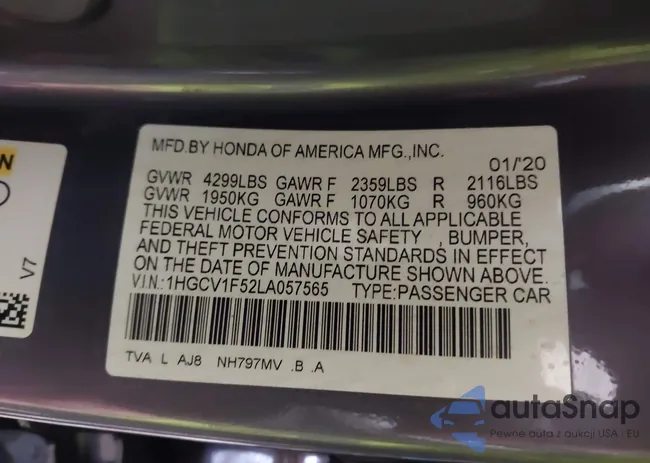 MFD.BY HONDA OF AMERICA MFG.,INC.
01/'20
GVWR 4299LBS GAWR F 2359LBS R 2116LBS
GVWR 1950KG GAWR F 1070KG R 960KG
THIS VEHICLE CONFORMS TO ALL APPLICABLE
FEDERAL MOTOR VEHICLE SAFETY , BUMPER,
AND THEFT PREVENTION STANDARDS IN EFFECT
ON THE DATE OF MANUFACTURE SHOWN ABOVE.
V.I.N.:1HGCV1F52LA057565 TYPE:PASSENGER CAR
TVA L AJ8 NH797MV .B .A
V7
autaSnap
Pewne auta z aukcji USA i EU